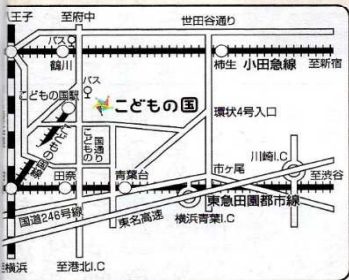 八王子
至府中
世田谷通り
バス
鶴川
柿生
小田急線
至新宿
バス
こどもの国駅
こどもの国
環状4号入口
こどもの国線
こどもの国通り
川崎I.C
市ヶ尾
至渋谷
田奈
青葉台
東急田園都市線
国道246号線
東名高速
横浜青葉I.C
至横浜
至港北I.C